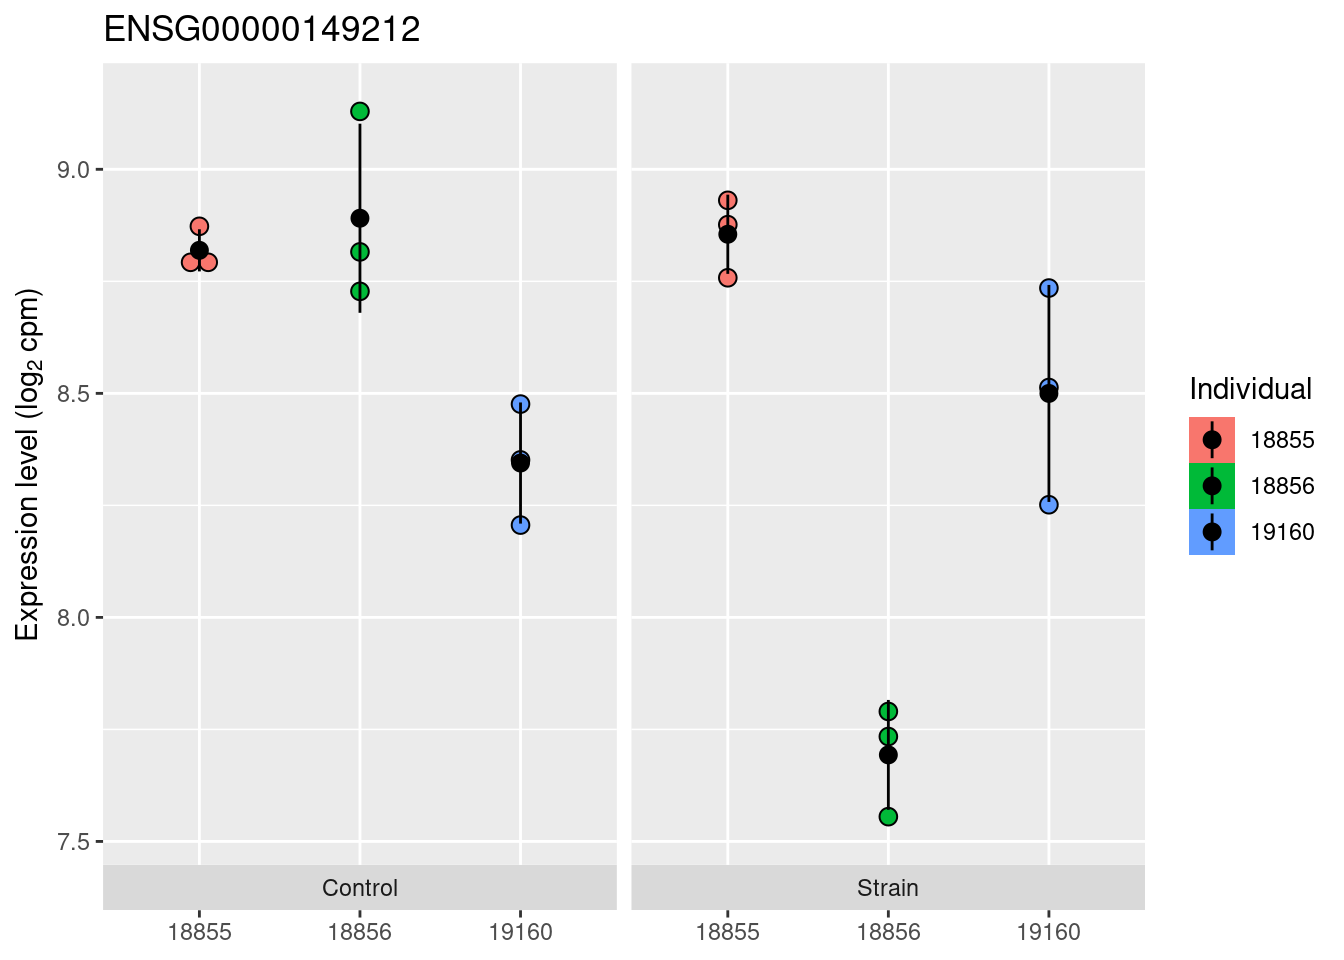 ENSG00000149212
Expression level (log₂ cpm)
9.0
8.5
8.0
7.5
Control
Strain
18855
18856
19160
18855
18856
19160
Individual
18855
18856
19160